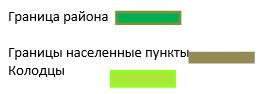 Граница района
Границы населенные пункты
Колодцы